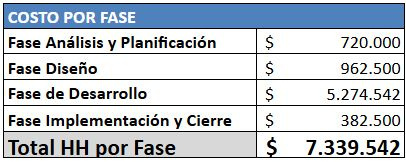 COSTO POR FASE
Fase Análisis y Planificación $ 720.000
Fase Diseño $ 962.500
Fase de Desarrollo $ 5.274.542
Fase Implementación y Cierre $ 382.500
Total HH por Fase $ 7.339.542